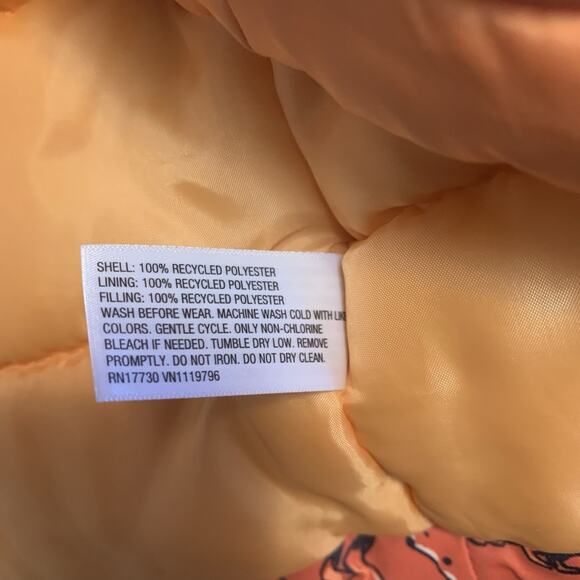 SHELL: 100% RECYCLED POLYESTER
LINING: 100% RECYCLED POLYESTER
FILLING: 100% RECYCLED POLYESTER
WASH BEFORE WEAR. MACHINE WASH COLD WITH LIKE
COLORS. GENTLE CYCLE. ONLY NON-CHLORINE
BLEACH IF NEEDED. TUMBLE DRY LOW. REMOVE
PROMPTLY. DO NOT IRON. DO NOT DRY CLEAN.
RN17730 VN1119796